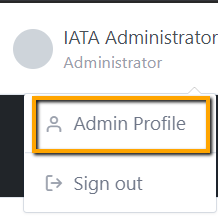 IATA Administrator
Administrator
Admin Profile
Sign out